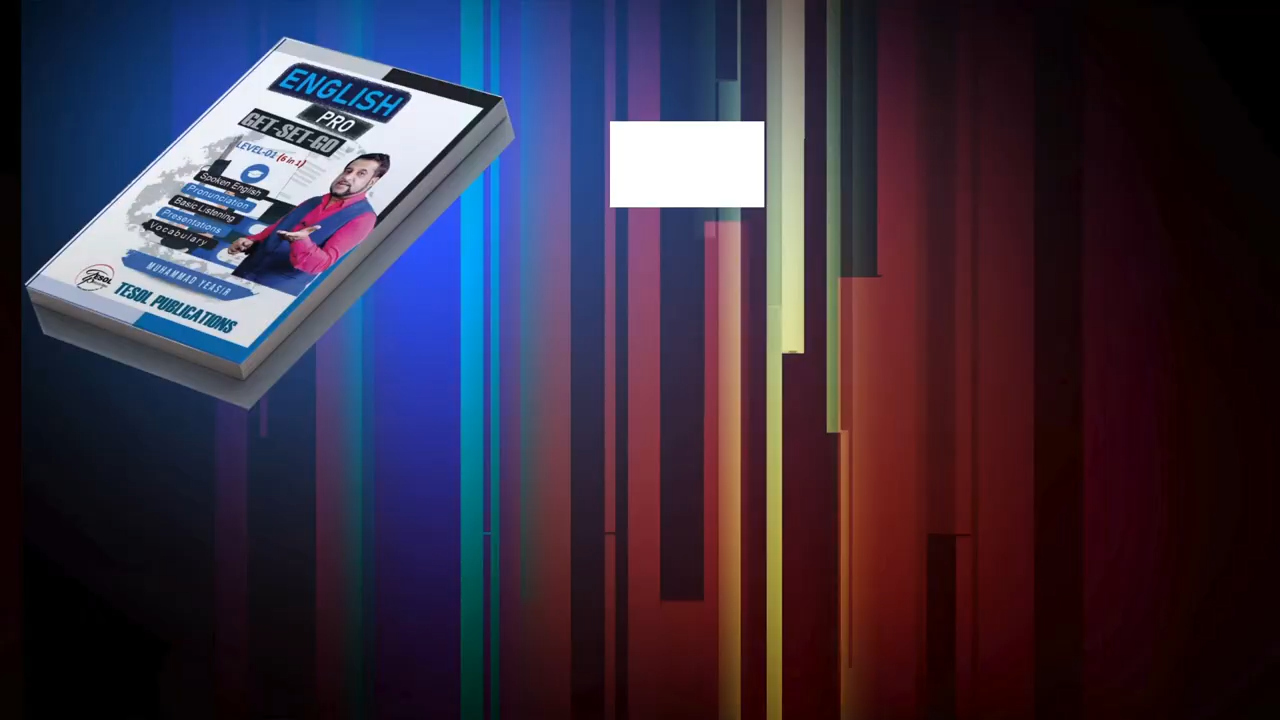 ENGLISH
PRO
GET-SET-GO
LEVEL-01 (6 in 1)
Spoken English
Pronunciation
Basic Listening
Presentations
Vocabulary
MUHAMMAD YEASIR
TESOL
TESOL PUBLICATIONS